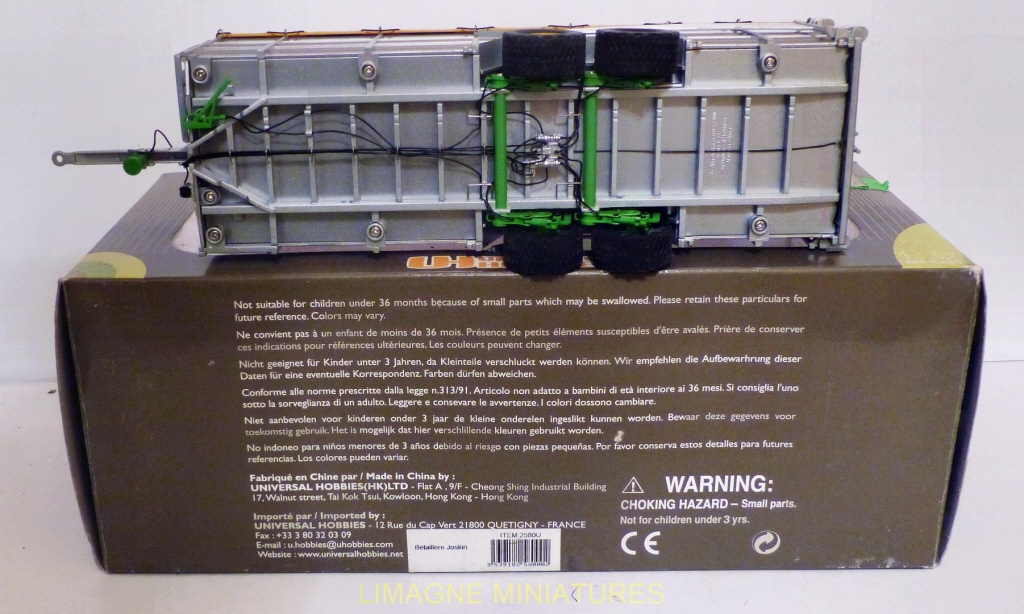 Not suitable for children under 36 months because of small parts which may be swallowed. Please retain these particulars for
future reference. Colors may vary.
Ne convient pas à un enfant de moins de 36 mois. Présence de petits éléments susceptibles d'être avalés. Prière de conserver
ces indications pour références ultérieures. Les couleurs peuvent changer.
Nicht geeignet für Kinder unter 3 Jahren, da Kleinteile verschluckt werden können. Wir empfehlen die Aufbewahrung dieser
Daten für eine eventuelle Korrespondenz. Farben dürfen abweichen.
Conforme alle norme prescritte dalla legge n.313/91. Articolo non adatto a bambini di età interiore ai 36 mesi. Si consiglia l'uno
sotto la sorveglianza di un adulto. Leggere e consevare le avvertenze. I colori dossono cambiare.
Niet aanbevolen voor kinderen onder 3 jaar de kleine onderelen ingeslikt kunnen worden. Bewaar deze gegevens voor
toekomstig gebruik. Het is mogelijk dat hier verschlillende kleuren gebruikt worden.
No indoneo para niños menores de 3 años debido al riesgo con piezas pequeñas. Por favor conserva estos detalles para futuras
referencias. Los colores pueden variar.
Fabriqué en Chine par / Made in China by :
UNIVERSAL HOBBIES(HK)LTD - Flat A , 9/F - Cheong Shing Industrial Building
17, Walnut street, Tai Kok Tsui, Kowloon, Hong Kong - Hong Kong
Importé par / Imported by :
UNIVERSAL HOBBIES - 12 Rue du Cap Vert 21800 QUETIGNY - FRANCE
Fax : +33 3 80 32 03 09
E-mail : u.hobbies@uhobbies.com
Website : www.universalhobbies.net
WARNING:
CHOKING HAZARD – Small parts.
Not for children under 3 yrs.
CE
ITEM:2580U
Betaillere Joskin
3 539182 580002
LIMAGNE MINIATURES